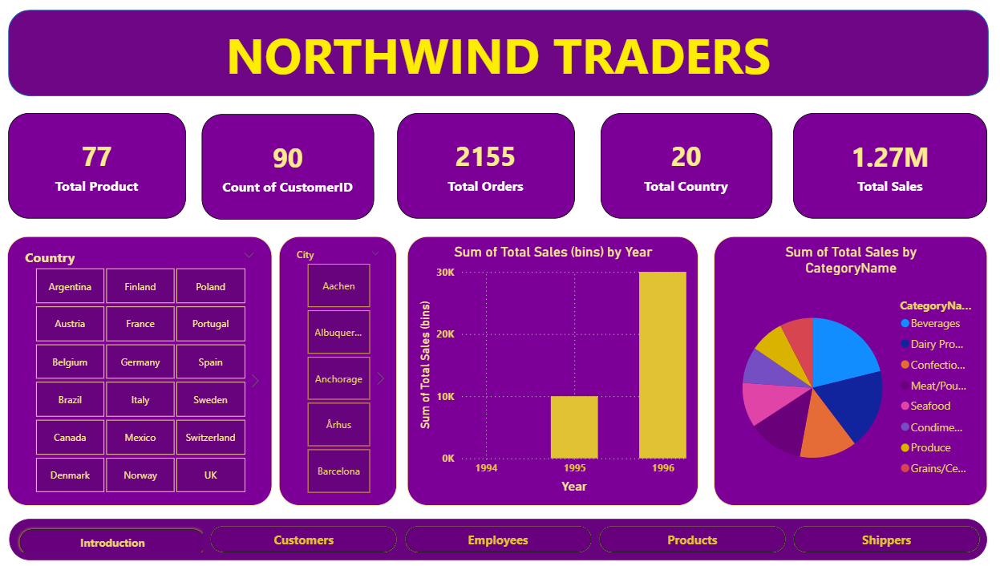 NORTHWIND TRADERS
77
Total Product
90
Count of CustomerID
2155
Total Orders
20
Total Country
1.27M
Total Sales
Country
Argentina
Finland
Poland
Austria
France
Portugal
Belgium
Germany
Spain
Brazil
Italy
Sweden
Canada
Mexico
Switzerland
Denmark
Norway
UK
City
Aachen
Albuquer...
Anchorage
Århus
Barcelona
Sum of Total Sales (bins) by Year
Sum of Total Sales (bins)
30K
20K
10K
0K
1994
1995
1996
Year
Sum of Total Sales by
CategoryName
CategoryNa...
Beverages
Dairy Pro...
Confectio...
Meat/Pou...
Seafood
Condime...
Produce
Grains/Ce...
Introduction
Customers
Employees
Products
Shippers